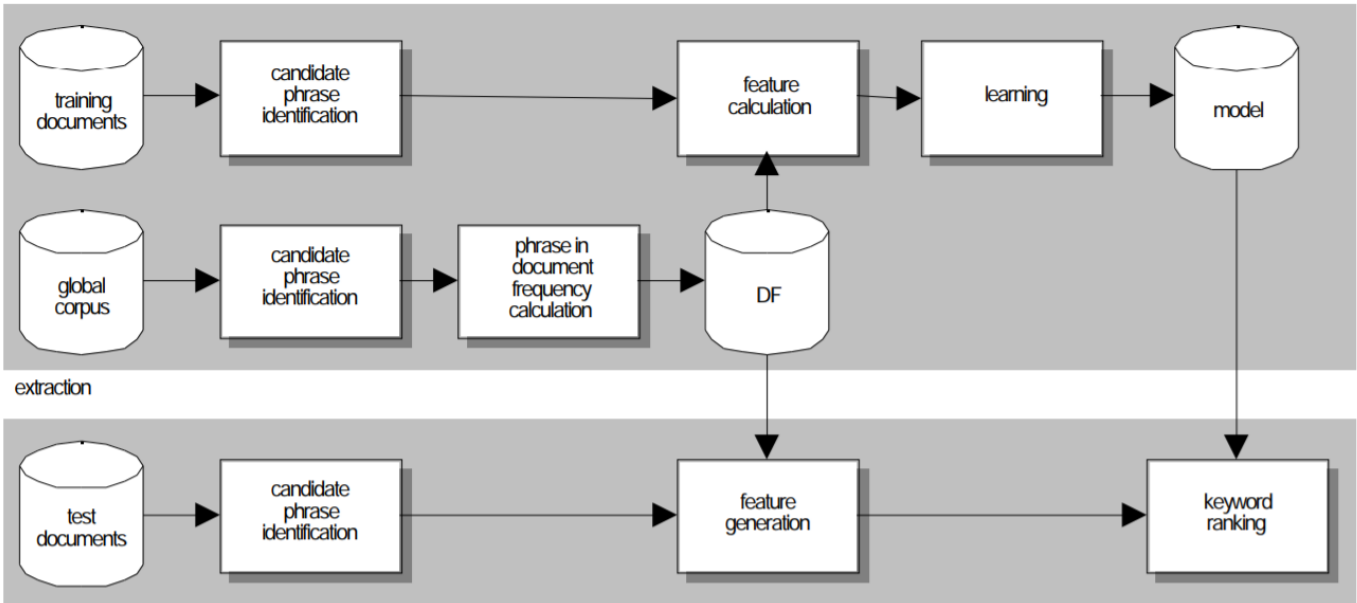 training
documents
candidate
phrase
identification
feature
calculation
learning
model
global
corpus
candidate
phrase
identification
phrase in
document
frequency
calculation
DF
extraction
test
documents
candidate
phrase
identification
feature
generation
keyword
ranking